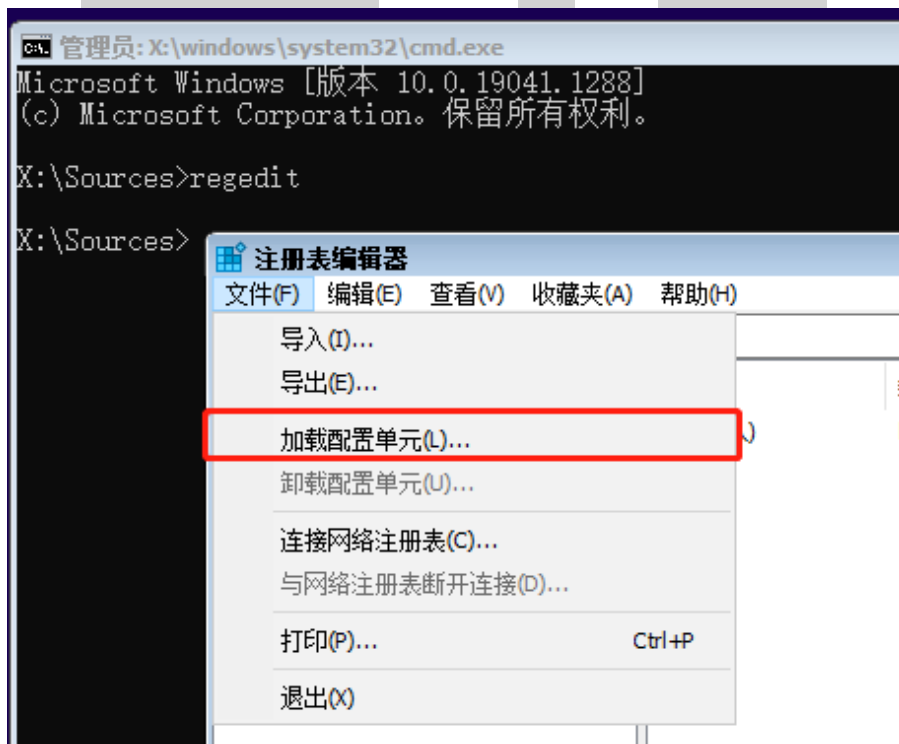 管理员: X:\windows\system32\cmd.exe
Microsoft Windows [版本 10.0.19041.1288]
(c) Microsoft Corporation。保留所有权利。
X:\Sources>regedit
X:\Sources>
注册表编辑器
文件(F) 编辑(E) 查看(V) 收藏夹(A) 帮助(H)
导入(I)...
导出(E)...
加载配置单元(L)...
卸载配置单元(U)...
连接网络注册表(C)...
与网络注册表断开连接(D)...
打印(P)... Ctrl+P
退出(X)